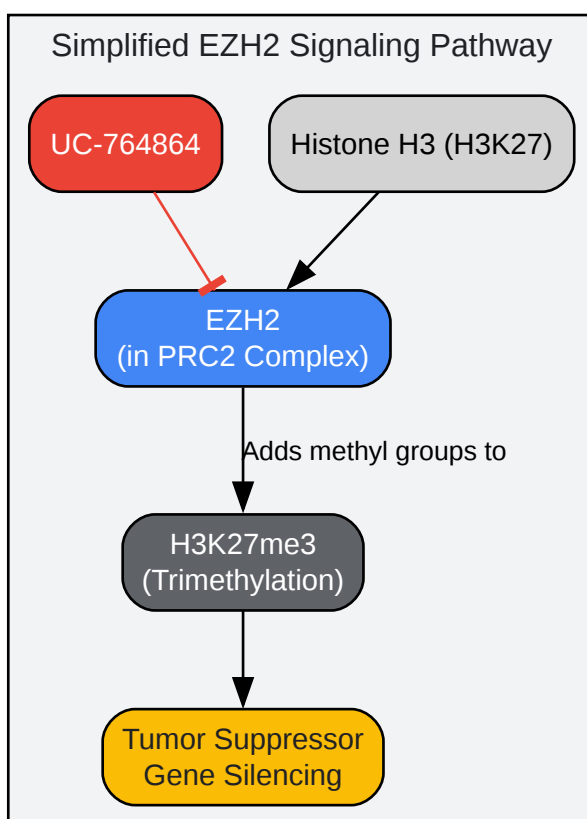 Simplified EZH2 Signaling Pathway
UC-764864
Histone H3 (H3K27)
EZH2
(in PRC2 Complex)
Adds methyl groups to
H3K27me3
(Trimethylation)
Tumor Suppressor
Gene Silencing